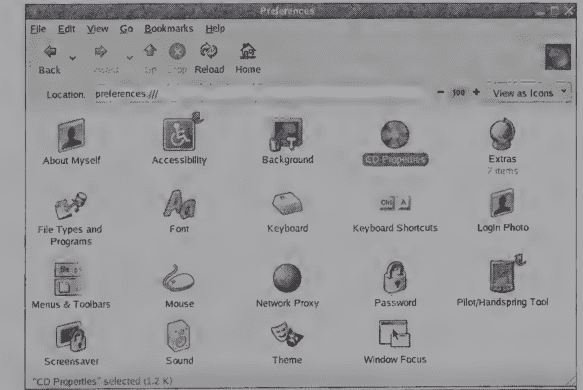 Preferences
File Edit View Go Bookmarks Help
Back Reload Home
Location: preferences:/// 100 View as Icons
About Myself Accessibility Background CD Properties Extras
7 items
File Types and Programs Font Keyboard Keyboard Shortcuts Login Photo
Menus & Toolbars Mouse Network Proxy Password Pilot/Handspring Tool
Screensaver Sound Theme Window Focus
"CD Properties" selected (1.2 K)